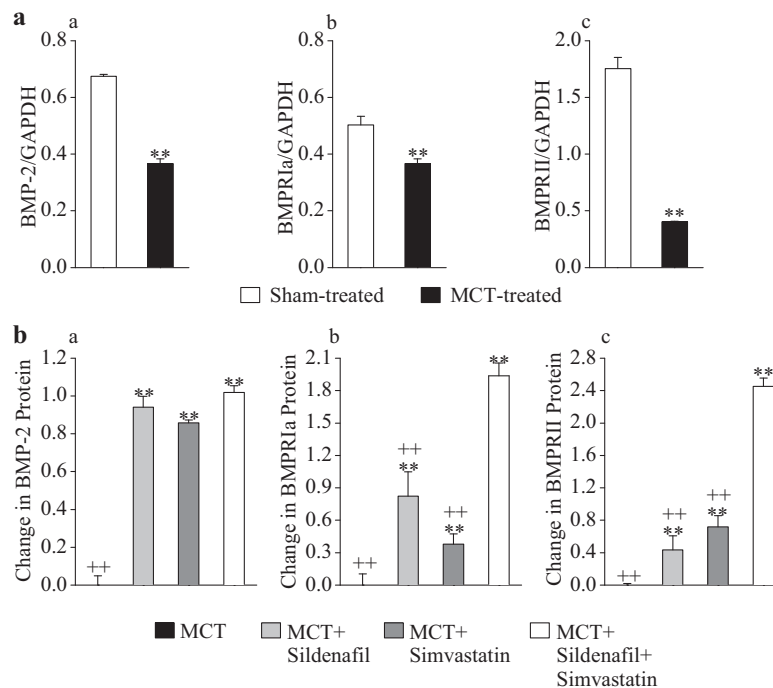 a
a
b
c
BMP-2/GAPDH
0.8
0.6
0.4
0.2
0.0
**
BMPRIa/GAPDH
0.8
0.6
0.4
0.2
0.0
**
BMPRII/GAPDH
2.0
1.5
1.0
0.5
0.0
**
Sham-treated
MCT-treated
b
a
b
c
Change in BMP-2 Protein
1.2
1.0
0.8
0.6
0.4
0.2
0.0
++
**
**
**
Change in BMPRIa Protein
2.1
1.8
1.2
0.9
0.6
0.3
0.0
++
++
**
++
**
**
Change in BMPRII Protein
2.8
2.4
2.0
1.6
1.2
0.8
0.4
0.0
++
++
**
++
**
**
MCT
MCT+
Sildenafil
MCT+
Simvastatin
MCT+
Sildenafil+
Simvastatin